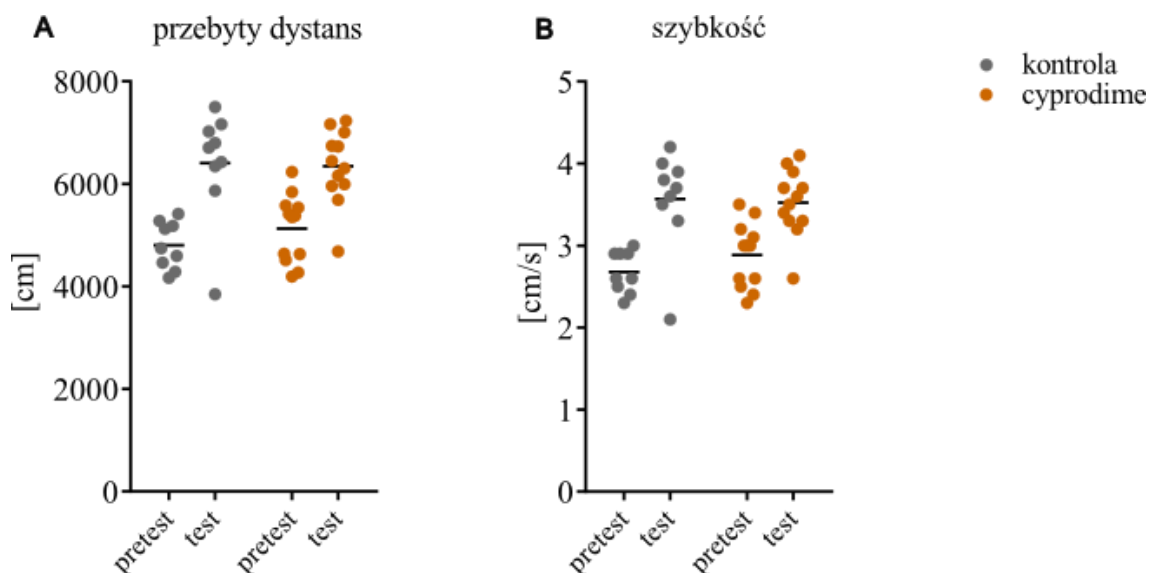 A przebyty dystans
8000
6000
4000
2000
0
[cm]
pretest
test
pretest
test
B szybkość
5
4
3
2
1
0
[cm/s]
pretest
test
pretest
test
kontrola
cyprodime